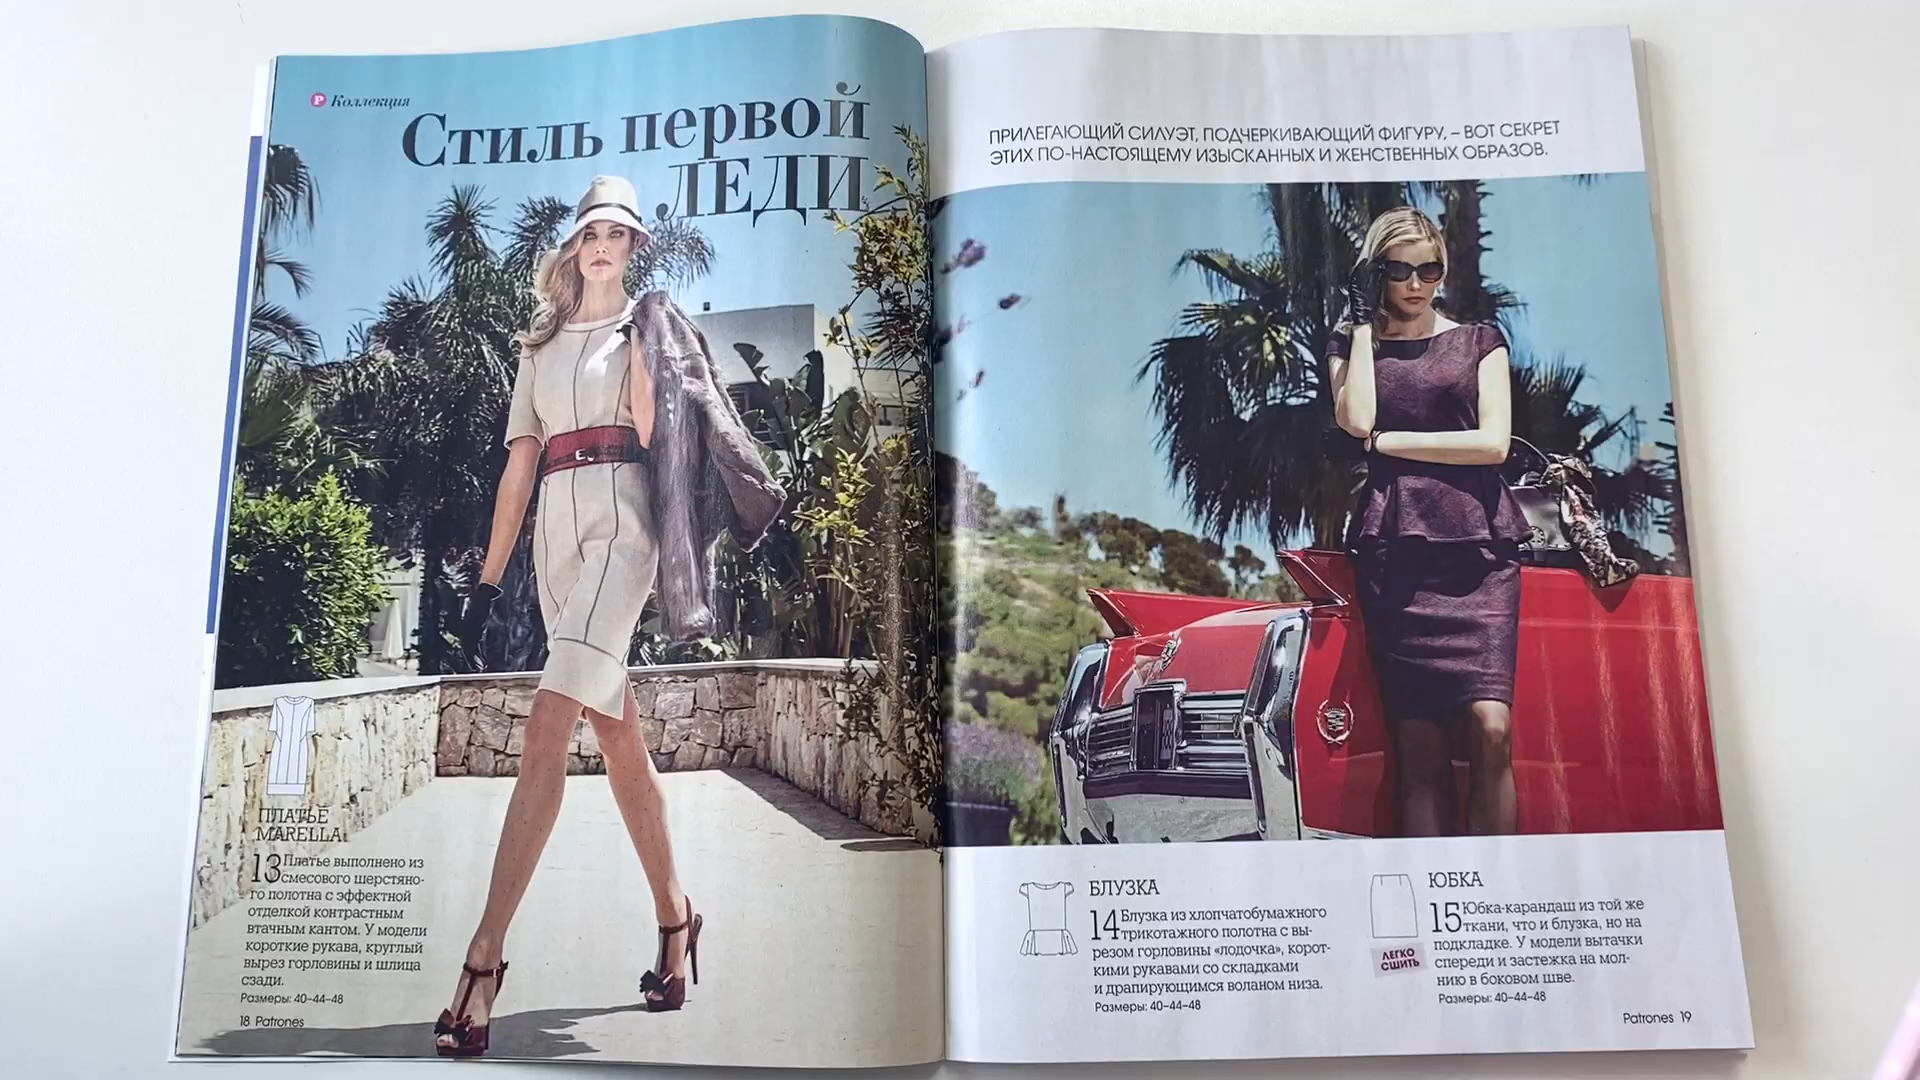 P Коллекция
Стиль первой
ЛЕДИ
ПЛАТЬЕ
MARELLA
13 Платье выполнено из
смесового шерстяно-
го полотна с эффектной
отделкой контрастным
втачным кантом. У модели
короткие рукава, круглый
вырез горловины и шлица
сзади.
Размеры: 40–44–48
18 Patrones
ПРИЛЕГАЮЩИЙ СИЛУЭТ, ПОДЧЕРКИВАЮЩИЙ ФИГУРУ, – ВОТ СЕКРЕТ
ЭТИХ ПО-НАСТОЯЩЕМУ ИЗЫСКАННЫХ И ЖЕНСТВЕННЫХ ОБРАЗОВ.
БЛУЗКА
14 Блузка из хлопчатобумажного
трикотажного полотна с вы-
резом горловины «лодочка», корот-
кими рукавами со складками
и драпирующимся воланом низа.
Размеры: 40–44–48
ЮБКА
15 Юбка-карандаш из той же
ткани, что и блузка, но на
подкладке. У модели вытачки
спереди и застежка на мол-
нию в боковом шве.
Размеры: 40–44–48
ЛЕГКО
СШИТЬ
Patrones 19